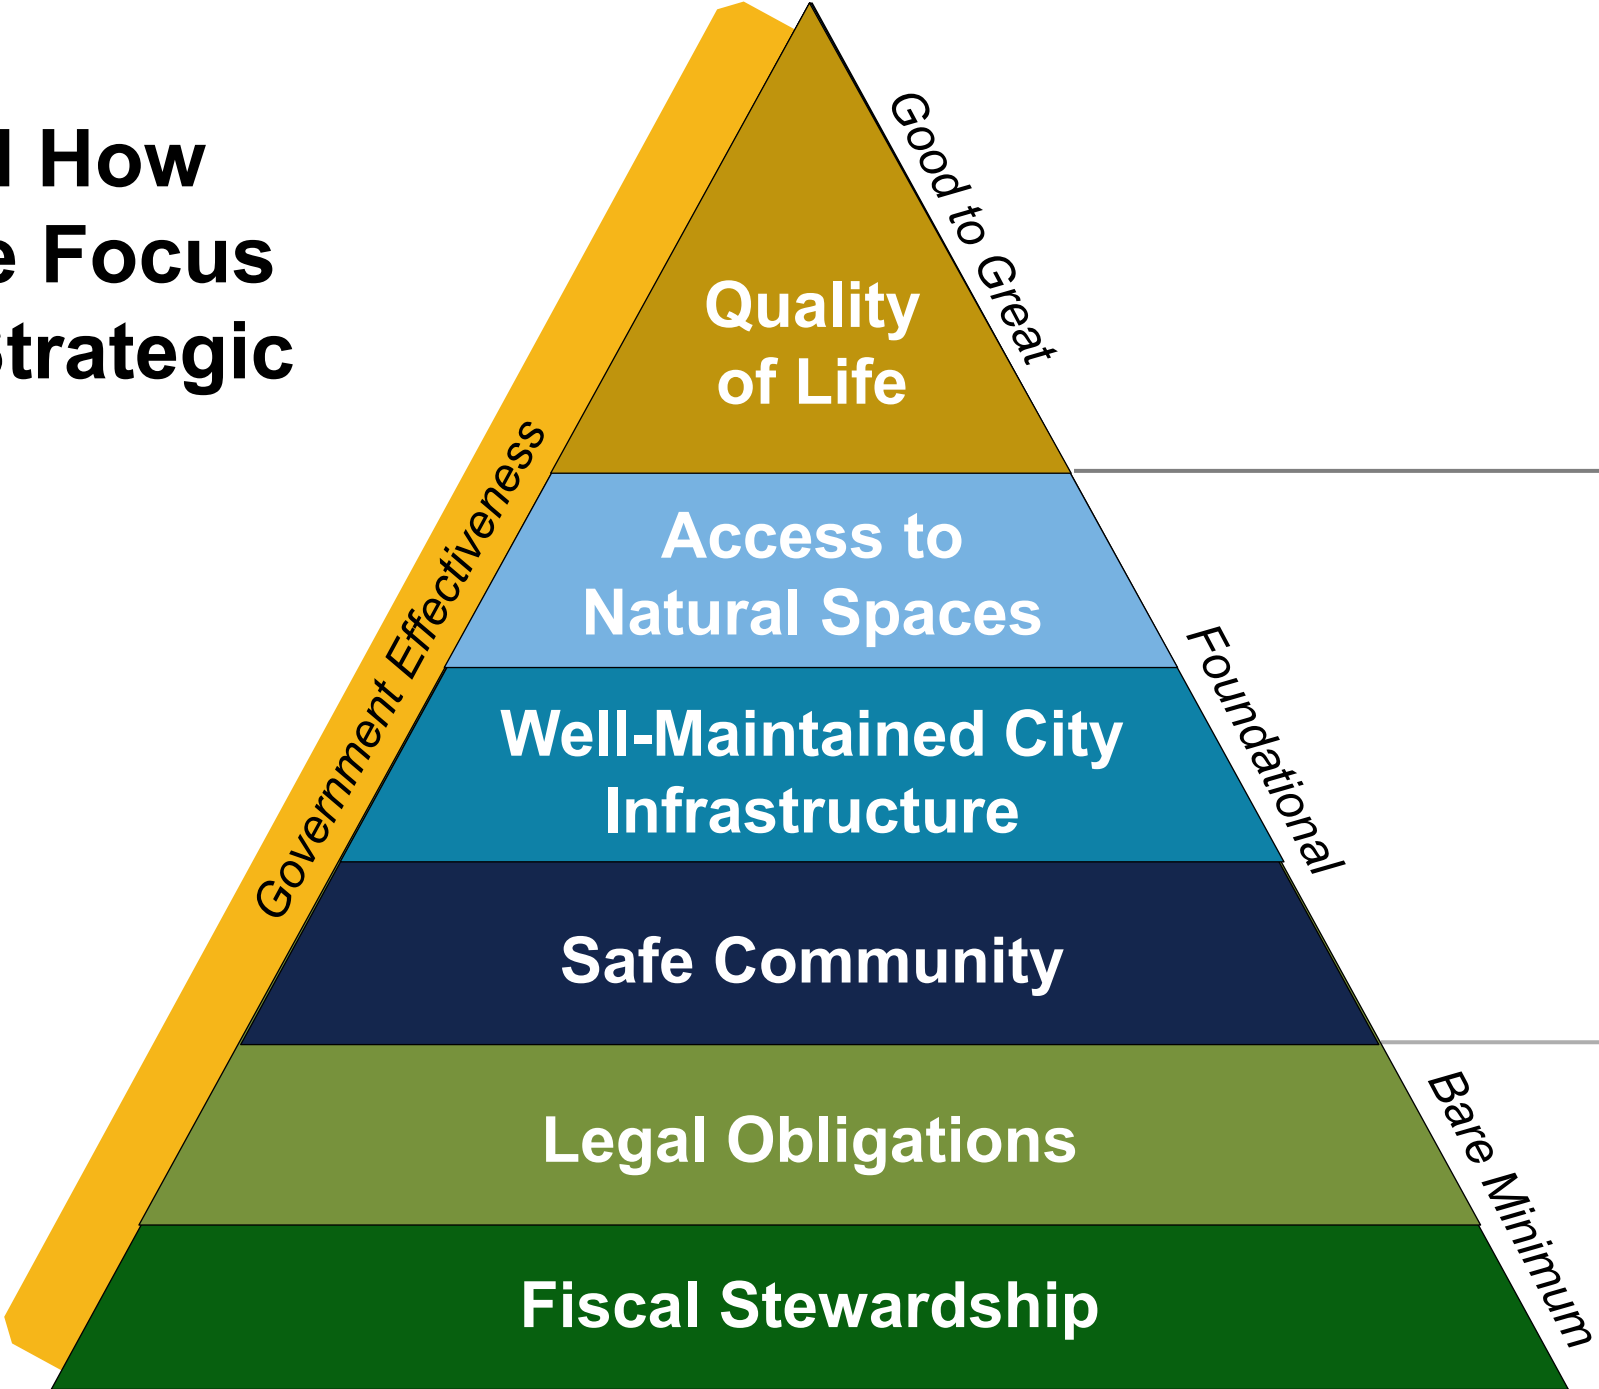 How
Focus
Strategic
Good to Great
Quality
of Life
Government Effectiveness
Access to
Natural Spaces
Foundational
Well-Maintained City
Infrastructure
Safe Community
Bare Minimum
Legal Obligations
Fiscal Stewardship